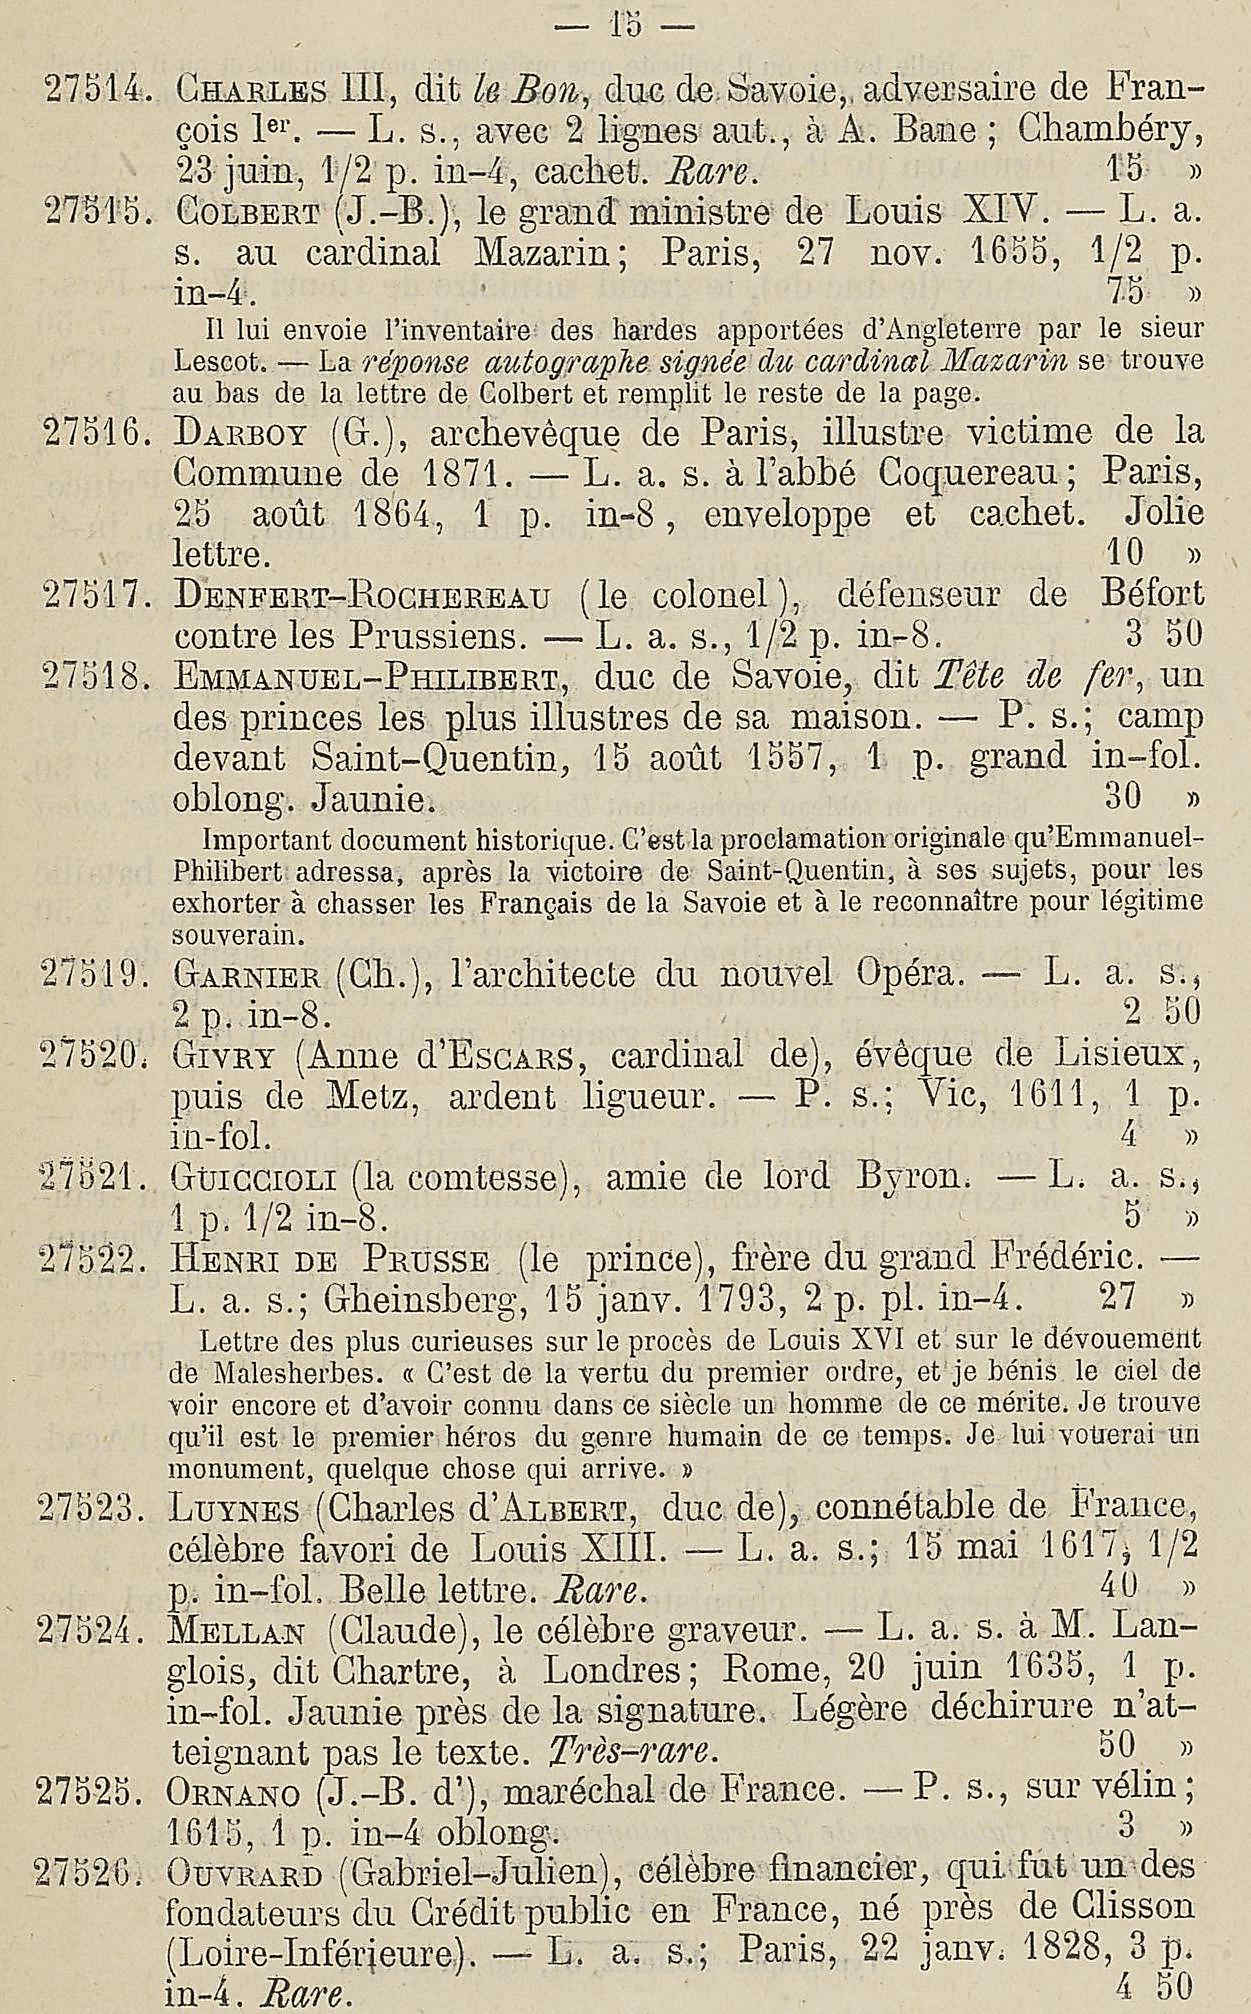 — 15 —
27514. CHARLES III, dit le Bon, duc de Savoie, adversaire de Fran-
çois Ier. — L. s., avec 2 lignes aut., à A. Bane ; Chambéry,
23 juin, 1/2 p. in-4, cachet. Rare. 15 »
27515. COLBERT (J.-B.), le grand ministre de Louis XIV. — L. a.
s. au cardinal Mazarin; Paris, 27 nov. 1655, 1/2 p.
in-4. 75 »
Il lui envoie l'inventaire des hardes apportées d'Angleterre par le sieur
Lescot. — La réponse autographe signée du cardinal Mazarin se trouve
au bas de la lettre de Colbert et remplit le reste de la page.
27516. DARBOY (G.), archevêque de Paris, illustre victime de la
Commune de 1871. — L. a. s. à l'abbé Coquereau; Paris,
25 août 1864, 1 p. in-8, enveloppe et cachet. Jolie
lettre. 10 »
27517. DENFERT-ROCHEREAU (le colonel), défenseur de Béfort
contre les Prussiens. — L. a. s., 1/2 p. in-8. 3 50
27518. EMMANUEL-PHILIBERT, duc de Savoie, dit Tête de fer, un
des princes les plus illustres de sa maison. — P. s.; camp
devant Saint-Quentin, 15 août 1557, 1 p. grand in-fol.
oblong. Jaunie. 30 »
Important document historique. C'est la proclamation originale qu'Emmanuel-
Philibert adressa, après la victoire de Saint-Quentin, à ses sujets, pour les
exhorter à chasser les Français de la Savoie et à le reconnaître pour légitime
souverain.
27519. GARNIER (Ch.), l'architecte du nouvel Opéra. — L. a. s.,
2 p. in-8. 2 50
27520. GIVRY (Anne d'ESCARS, cardinal de), évêque de Lisieux,
puis de Metz, ardent ligueur. — P. s.; Vic, 1611, 1 p.
in-fol. 4 »
27521. GUICCIOLI (la comtesse), amie de lord Byron. — L. a. s.,
1 p. 1/2 in-8. 5 »
27522. HENRI DE PRUSSE (le prince), frère du grand Frédéric. —
L. a. s.; Gheinsberg, 15 janv. 1793, 2 p. pl. in-4. 27 »
Lettre des plus curieuses sur le procès de Louis XVI et sur le dévouement
de Malesherbes. « C'est de la vertu du premier ordre, et je bénis le ciel de
voir encore et d'avoir connu dans ce siècle un homme de ce mérite. Je trouve
qu'il est le premier héros du genre humain de ce temps. Je lui vouerai un
monument, quelque chose qui arrive. »
27523. LUYNES (Charles d'ALBERT, duc de), connétable de France,
célèbre favori de Louis XIII. — L. a. s.; 15 mai 1617, 1/2
p. in-fol. Belle lettre. Rare. 40 »
27524. MELLAN (Claude), le célèbre graveur. — L. a. s. à M. Lan-
glois, dit Chartre, à Londres; Rome, 20 juin 1635, 1 p.
in-fol. Jaunie près de la signature. Légère déchirure n'at-
teignant pas le texte. Très-rare. 50 »
27525. ORNANO (J.-B. d'), maréchal de France. — P. s., sur vélin ;
1615, 1 p. in-4 oblong. 3 »
27526. OUVRARD (Gabriel-Julien), célèbre financier, qui fut un des
fondateurs du Crédit public en France, né près de Clisson
(Loire-Inférieure). — L. a. s.; Paris, 22 janv. 1828, 3 p.
in-4. Rare. 4 50